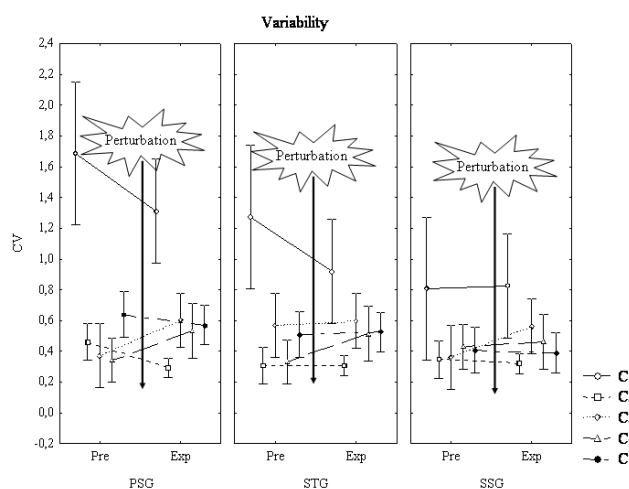 Variability
CV
2,4
2,2
2,0
1,8
1,6
1,4
1,2
1,0
0,8
0,6
0,4
0,2
0,0
-0,2
Perturbation
Perturbation
Perturbation
Pre Exp
Pre Exp
Pre Exp
PSG
STG
SSG
C
C
C
C
C